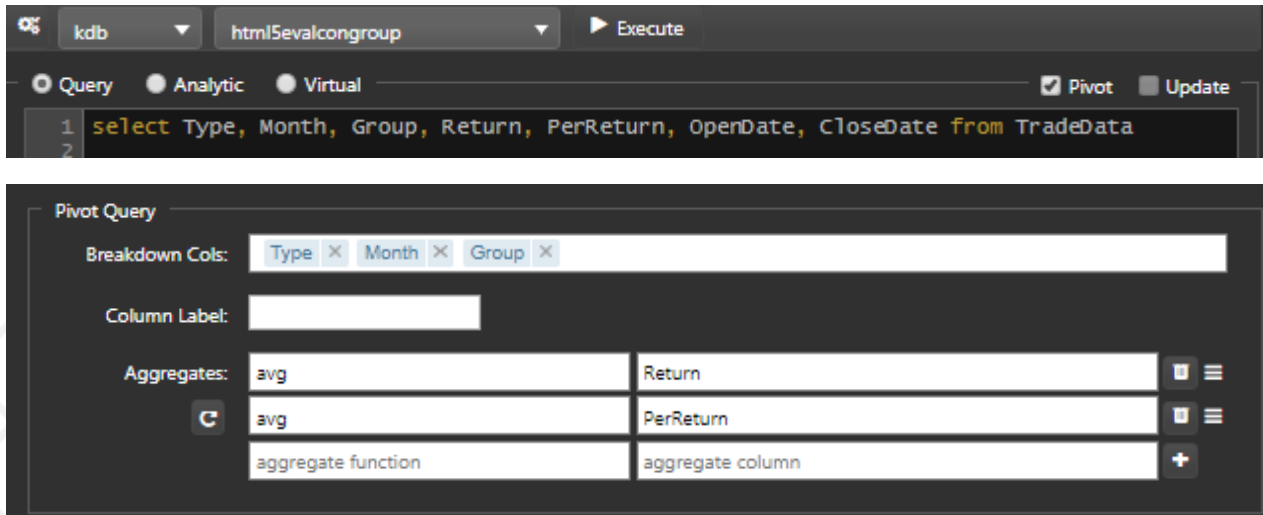 kdb html5evalcongroup Execute
Query Analytic Virtual Pivot Update
1 select Type, Month, Group, Return, PerReturn, OpenDate, CloseDate from TradeData
2
Pivot Query
Breakdown Cols: Type × Month × Group ×
Column Label:
Aggregates: avg Return
avg PerReturn
aggregate function aggregate column